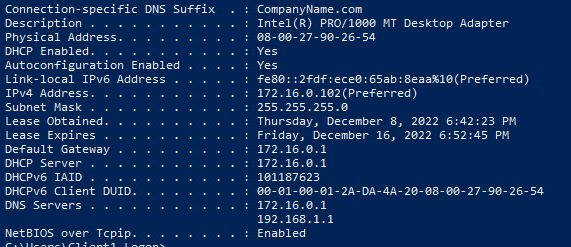 Connection-specific DNS Suffix  . : CompanyName.com
Description . . . . . . . . . . . : Intel(R) PRO/1000 MT Desktop Adapter
Physical Address. . . . . . . . . : 08-00-27-90-26-54
DHCP Enabled. . . . . . . . . . . : Yes
Autoconfiguration Enabled . . . . : Yes
Link-local IPv6 Address . . . . . : fe80::2fdf:ece0:65ab:8eaa%10(Preferred)
IPv4 Address. . . . . . . . . . . : 172.16.0.102(Preferred)
Subnet Mask . . . . . . . . . . . : 255.255.255.0
Lease Obtained. . . . . . . . . . : Thursday, December 8, 2022 6:42:23 PM
Lease Expires . . . . . . . . . . : Friday, December 16, 2022 6:52:45 PM
Default Gateway . . . . . . . . . : 172.16.0.1
DHCP Server . . . . . . . . . . . : 172.16.0.1
DHCPv6 IAID . . . . . . . . . . . : 101187623
DHCPv6 Client DUID. . . . . . . . : 00-01-00-01-2A-DA-4A-20-08-00-27-90-26-54
DNS Servers . . . . . . . . . . . : 172.16.0.1
192.168.1.1
NetBIOS over Tcpip. . . . . . . . : Enabled
C:\Users\Client1.Logon>